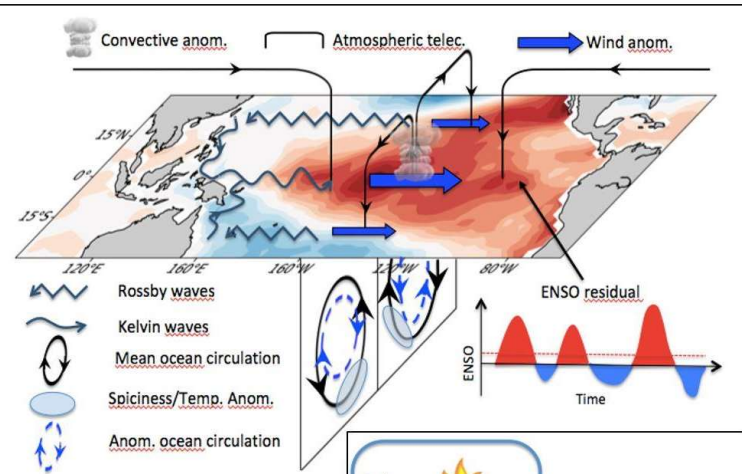 Convective anom.
Atmospheric telec.
Wind anom.
15°N
0°
15°S
120°E
160°E
160°W
120°W
80°W
Rossby waves
Kelvin waves
Mean ocean circulation
Spiciness/Temp. Anom.
Anom. ocean circulation
ENSO residual
ENSO
Time